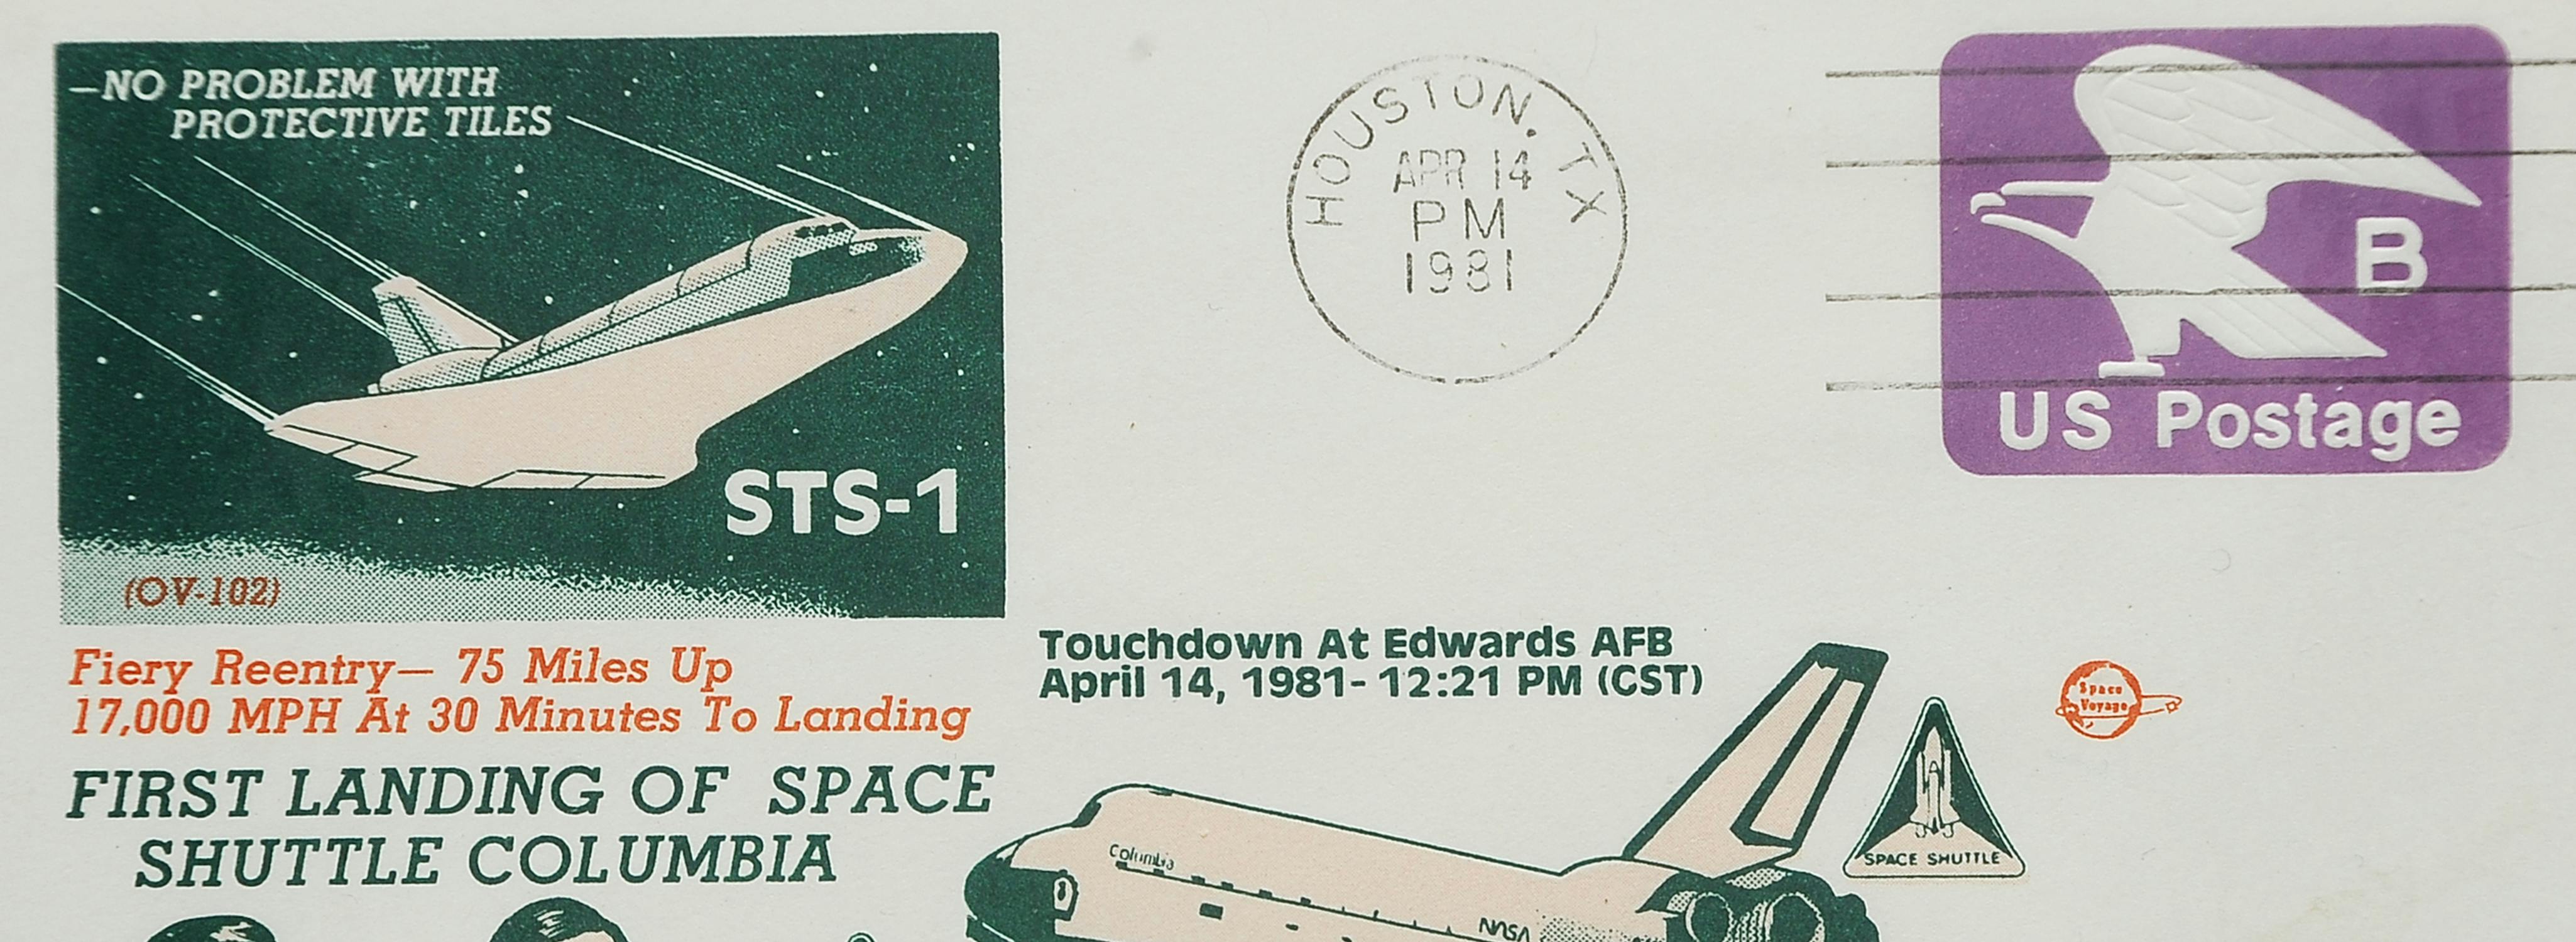 —NO PROBLEM WITH
PROTECTIVE TILES
STS-1
(OV-102)
Fiery Reentry— 75 Miles Up
17,000 MPH At 30 Minutes To Landing
FIRST LANDING OF SPACE
SHUTTLE COLUMBIA
HOUSTON. TX
APR 14
PM
1981
B
US Postage
Touchdown At Edwards AFB
April 14, 1981- 12:21 PM (CST)
Space
Voyage
SPACE SHUTTLE
Columbia
NASA